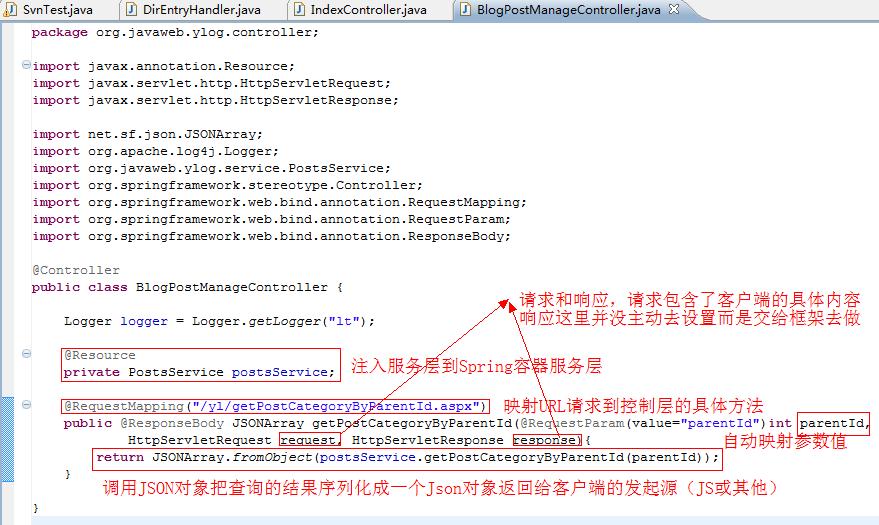 SvnTest.java DirEntryHandler.java IndexController.java BlogPostManageController.java
package org.javaweb.ylog.controller;
import javax.annotation.Resource;
import javax.servlet.http.HttpServletRequest;
import javax.servlet.http.HttpServletResponse;
import net.sf.json.JSONArray;
import org.apache.log4j.Logger;
import org.javaweb.ylog.service.PostsService;
import org.springframework.stereotype.Controller;
import org.springframework.web.bind.annotation.RequestMapping;
import org.springframework.web.bind.annotation.RequestParam;
import org.springframework.web.bind.annotation.ResponseBody;
@Controller
public class BlogPostManageController {
请求和响应，请求包含了客户端的具体内容
响应这里并没主动去设置而是交给框架去做
Logger logger = Logger.getLogger("lt");
@Resource
private PostsService postsService;
注入服务层到Spring容器服务层
@RequestMapping("/yl/getPostCategoryByParentId.aspx")
映射URL请求到控制层的具体方法
public @ResponseBody JSONArray getPostCategoryByParentId(@RequestParam(value="parentId")int parentId,
HttpServletRequest request, HttpServletResponse response){
自动映射参数值
return JSONArray.fromObject(postsService.getPostCategoryByParentId(parentId));
}
调用JSON对象把查询的结果序列化成一个Json对象返回给客户端的发起源（JS或其他）
}